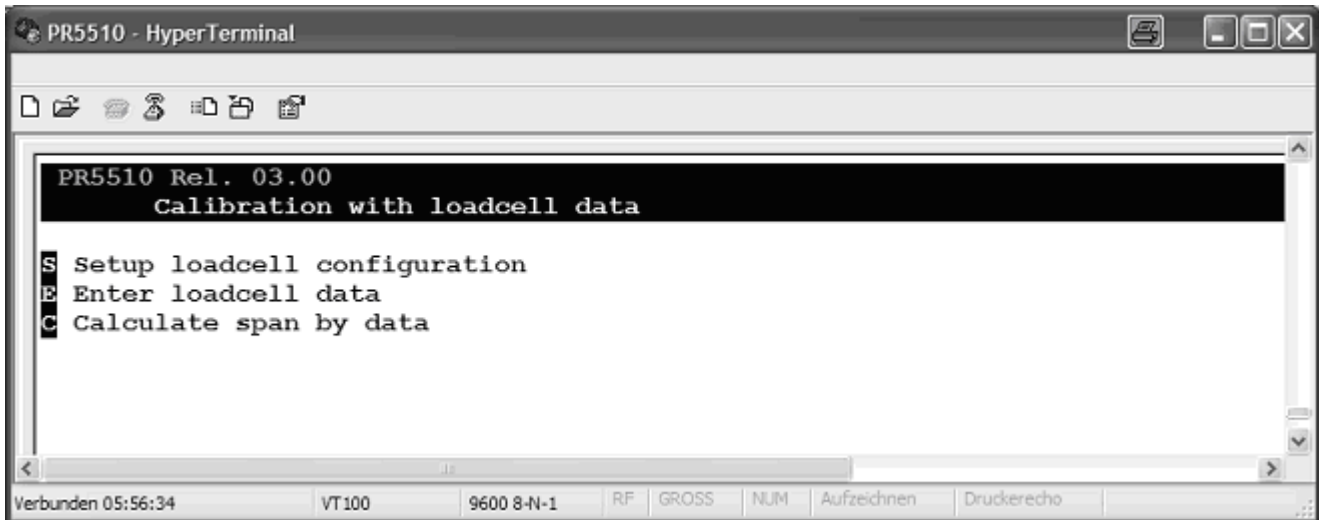 PR5510 - HyperTerminal
PR5510 Rel. 03.00
Calibration with loadcell data
S Setup loadcell configuration
E Enter loadcell data
C Calculate span by data
Verbunden 05:56:34 VT100 9600 8-N-1 RF GROSS NUM Aufzeichnen Druckerecho